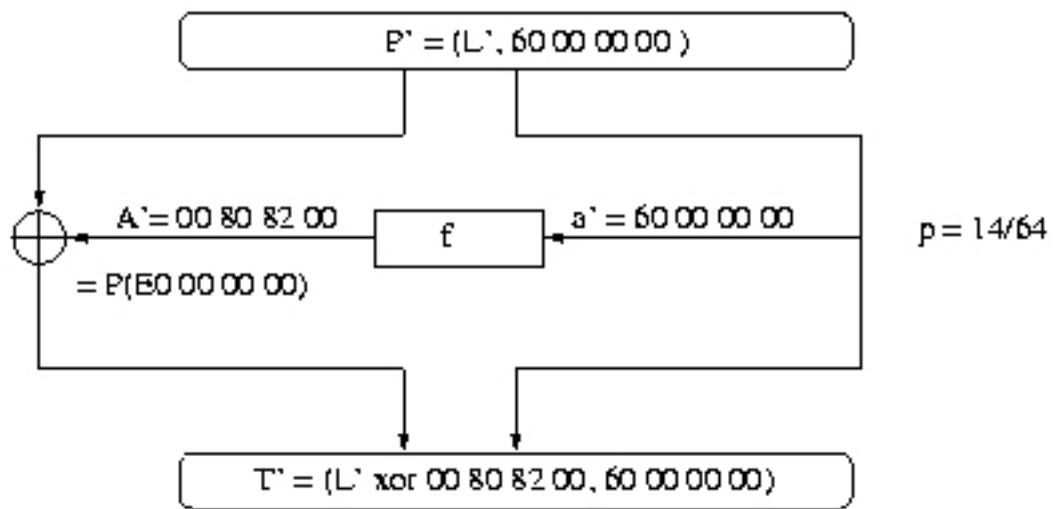 P' = (L', 60 00 00 00 )
A'= 00 80 82 00
f
a' = 60 00 00 00
p = 14/64
= P(E0 00 00 00)
T' = (L' xor 00 80 82 00, 60 00 00 00)